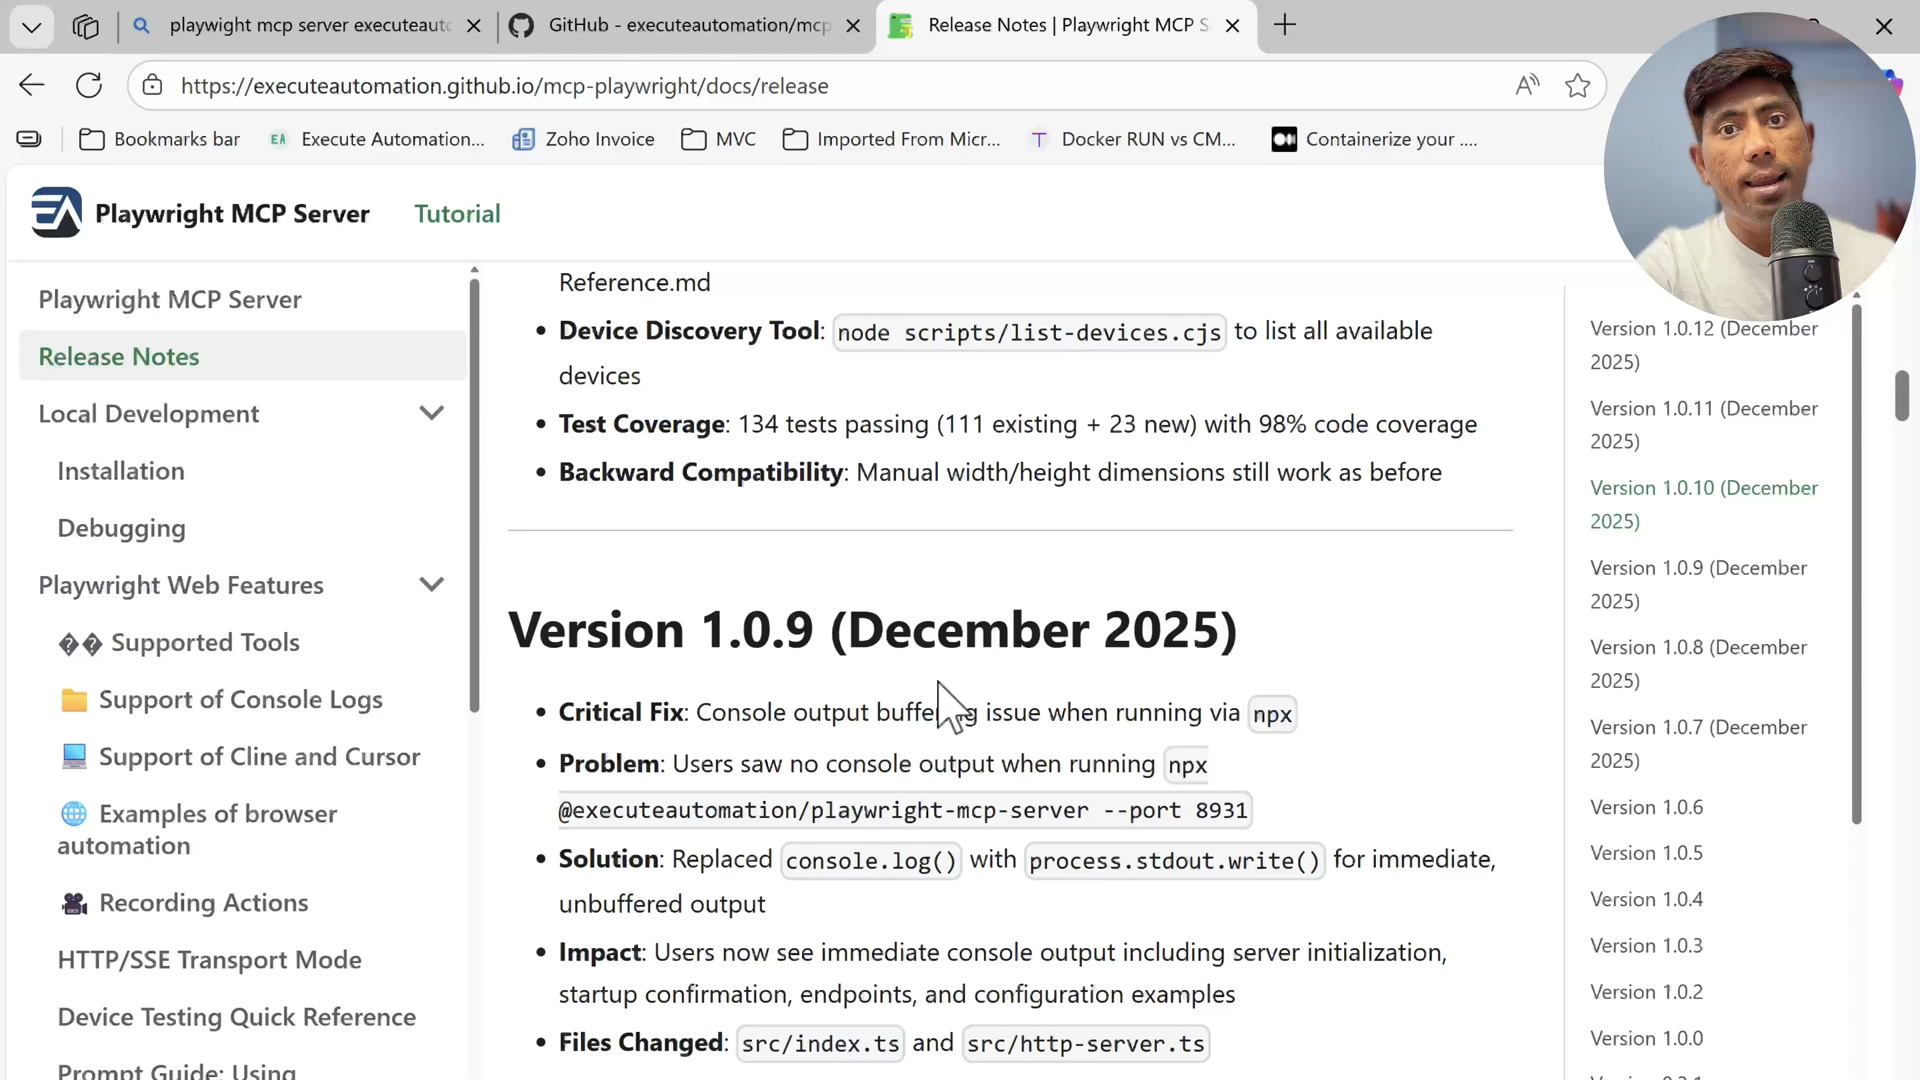 playwight mcp server executeauto
GitHub - executeautomation/mcp
Release Notes | Playwright MCP S
https://executeautomation.github.io/mcp-playwright/docs/release
Bookmarks bar
EA
Execute Automation...
Zoho Invoice
MVC
Imported From Micr...
T
Docker RUN vs CM...
Containerize your ....
EA
Playwright MCP Server
Tutorial
Playwright MCP Server
Release Notes
Local Development
Installation
Debugging
Playwright Web Features
�� Supported Tools
Support of Console Logs
Support of Cline and Cursor
Examples of browser
automation
Recording Actions
HTTP/SSE Transport Mode
Device Testing Quick Reference
Prompt Guide: Using
Reference.md
• Device Discovery Tool: node scripts/list-devices.cjs to list all available
devices
• Test Coverage: 134 tests passing (111 existing + 23 new) with 98% code coverage
• Backward Compatibility: Manual width/height dimensions still work as before
Version 1.0.9 (December 2025)
• Critical Fix: Console output buffering issue when running via npx
• Problem: Users saw no console output when running npx
@executeautomation/playwright-mcp-server --port 8931
• Solution: Replaced console.log() with process.stdout.write() for immediate,
unbuffered output
• Impact: Users now see immediate console output including server initialization,
startup confirmation, endpoints, and configuration examples
• Files Changed: src/index.ts and src/http-server.ts
Version 1.0.12 (December
2025)
Version 1.0.11 (December
2025)
Version 1.0.10 (December
2025)
Version 1.0.9 (December
2025)
Version 1.0.8 (December
2025)
Version 1.0.7 (December
2025)
Version 1.0.6
Version 1.0.5
Version 1.0.4
Version 1.0.3
Version 1.0.2
Version 1.0.0